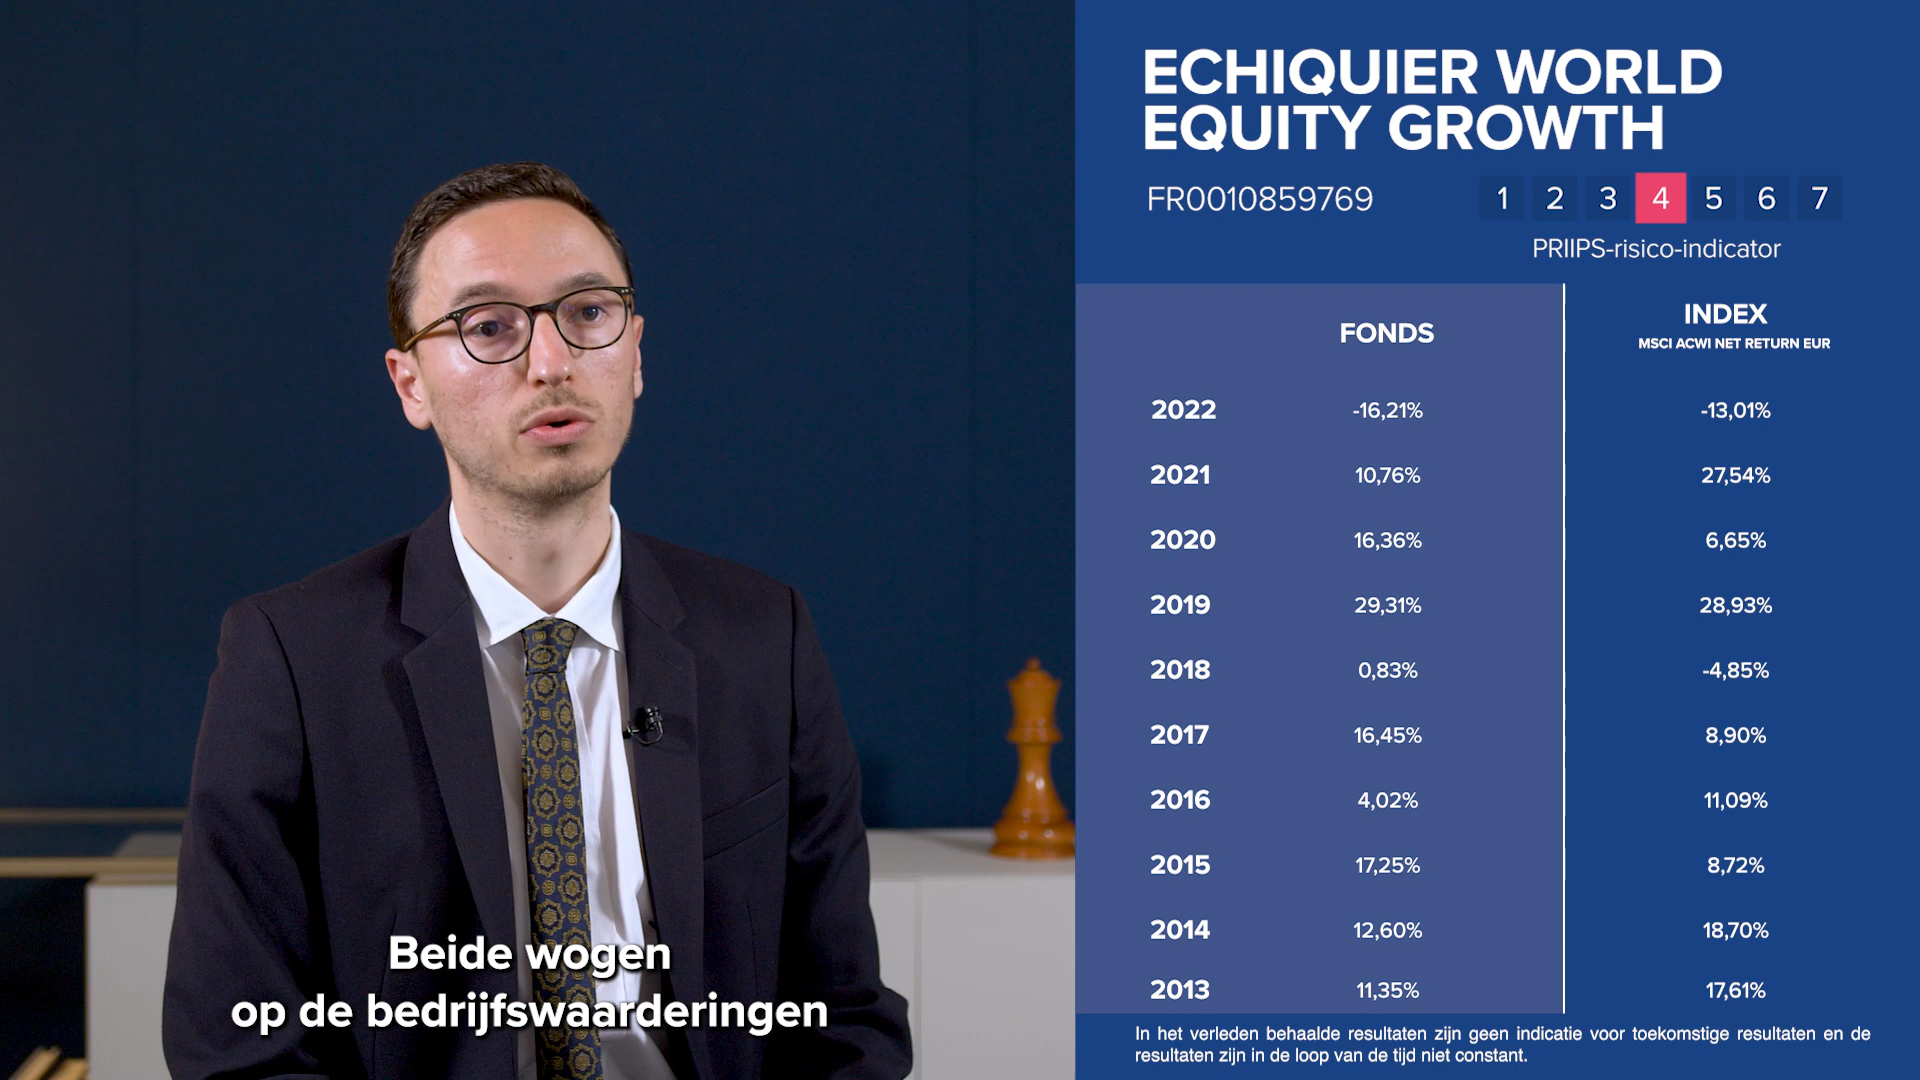 ECHIQUIER WORLD
EQUITY GROWTH
FR0010859769
1 2 3 4 5 6 7
PRIIPS-risico-indicator
FONDS
INDEX
MSCI ACWI NET RETURN EUR
2022 -16,21% -13,01%
2021 10,76% 27,54%
2020 16,36% 6,65%
2019 29,31% 28,93%
2018 0,83% -4,85%
2017 16,45% 8,90%
2016 4,02% 11,09%
2015 17,25% 8,72%
2014 12,60% 18,70%
2013 11,35% 17,61%
In het verleden behaalde resultaten zijn geen indicatie voor toekomstige resultaten en de
resultaten zijn in de loop van de tijd niet constant.
Beide wogen
op de bedrijfswaarderingen